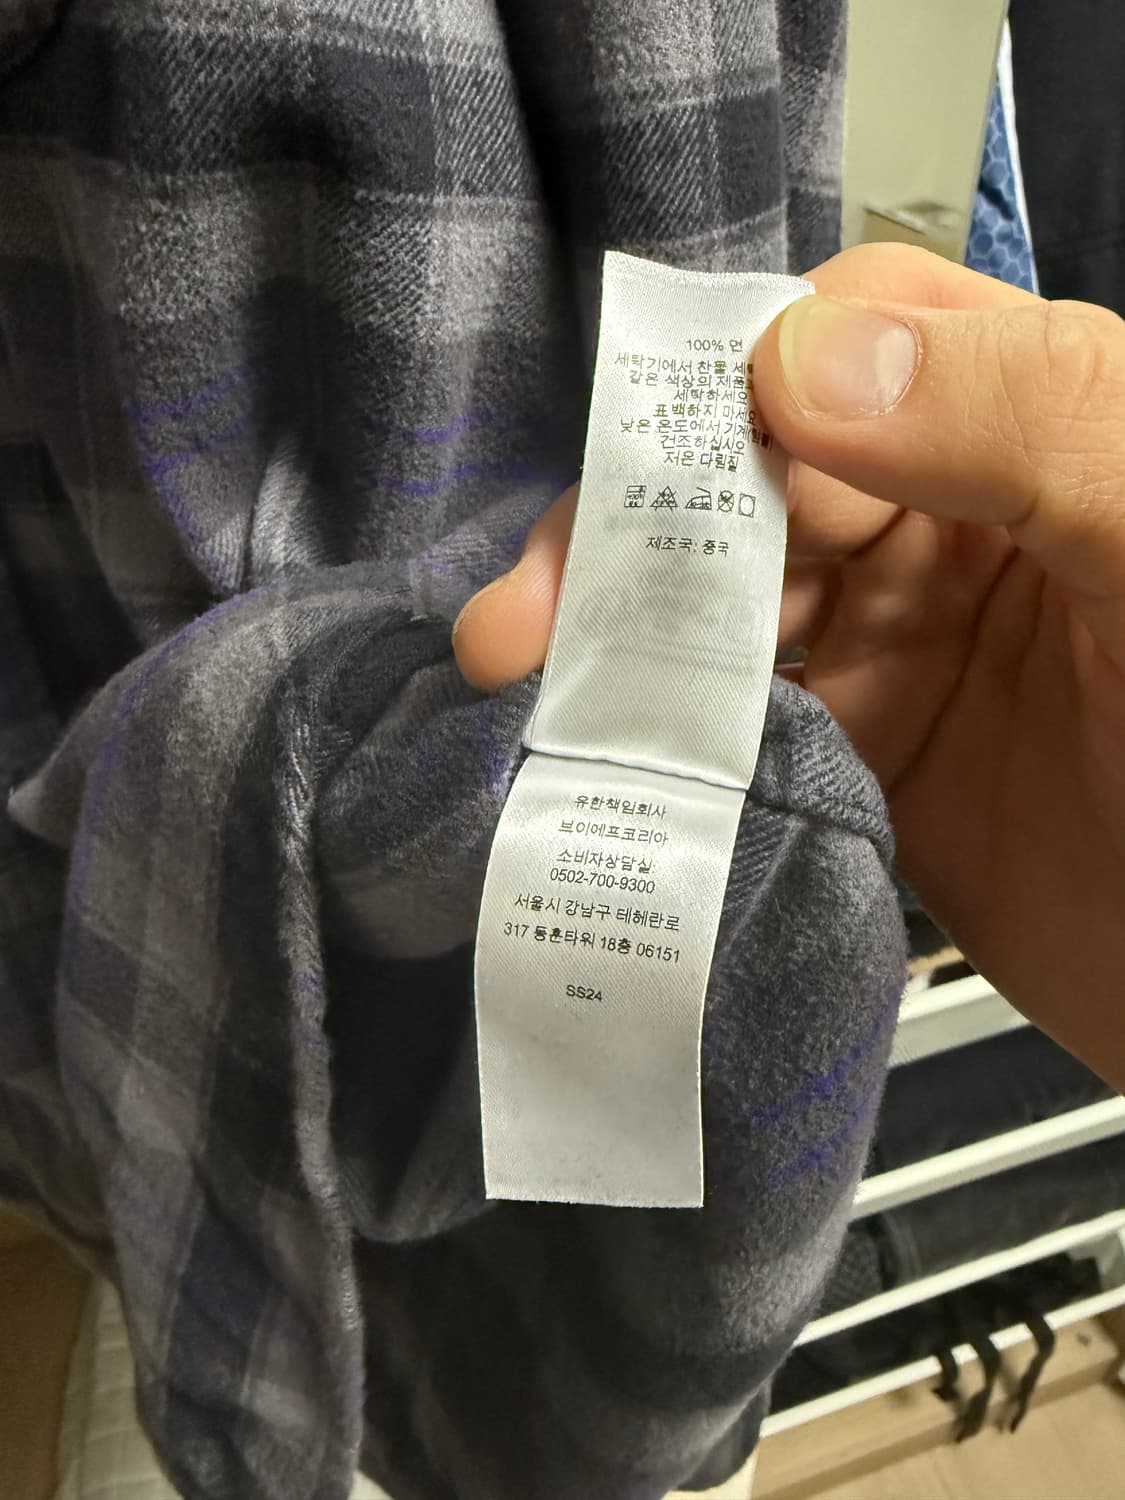 100% 면
세탁기에서 찬물
같은 색상의
세탁하세요
표백하지 마세요
낮은 온도에서
건조하십시오
저온 다림질
제조국: 중국
유한책임회사
브이에프코리아
소비자상담실:
0502-700-9300
서울시 강남구 테헤란로
317 동훈타워 18층 06151
SS24